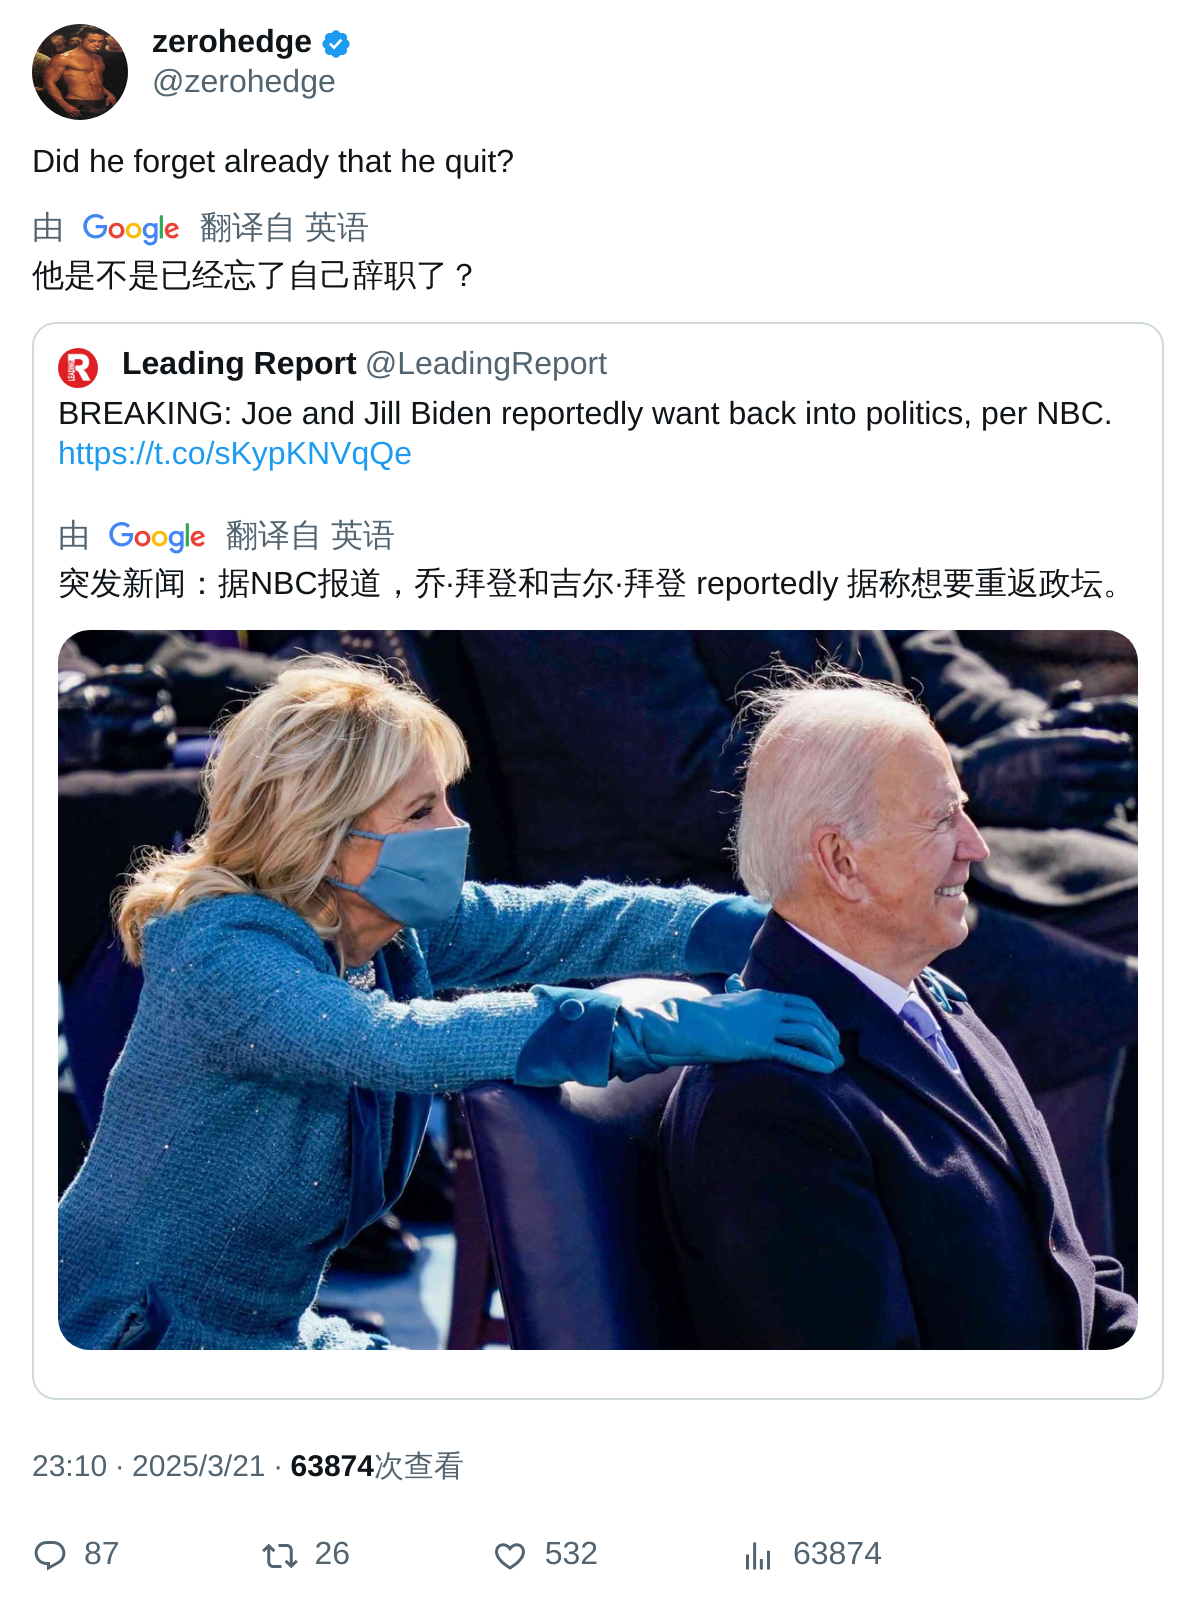 zerohedge
@zerohedge
Did he forget already that he quit?
由 Google 翻译自 英语
他是不是已经忘了自己辞职了？
Leading Report @LeadingReport
BREAKING: Joe and Jill Biden reportedly want back into politics, per NBC.
https://t.co/sKypKNVqQe
由 Google 翻译自 英语
突发新闻：据NBC报道，乔·拜登和吉尔·拜登 reportedly 据称想要重返政坛。
23:10 · 2025/3/21 · 63874次查看
87 26 532 63874